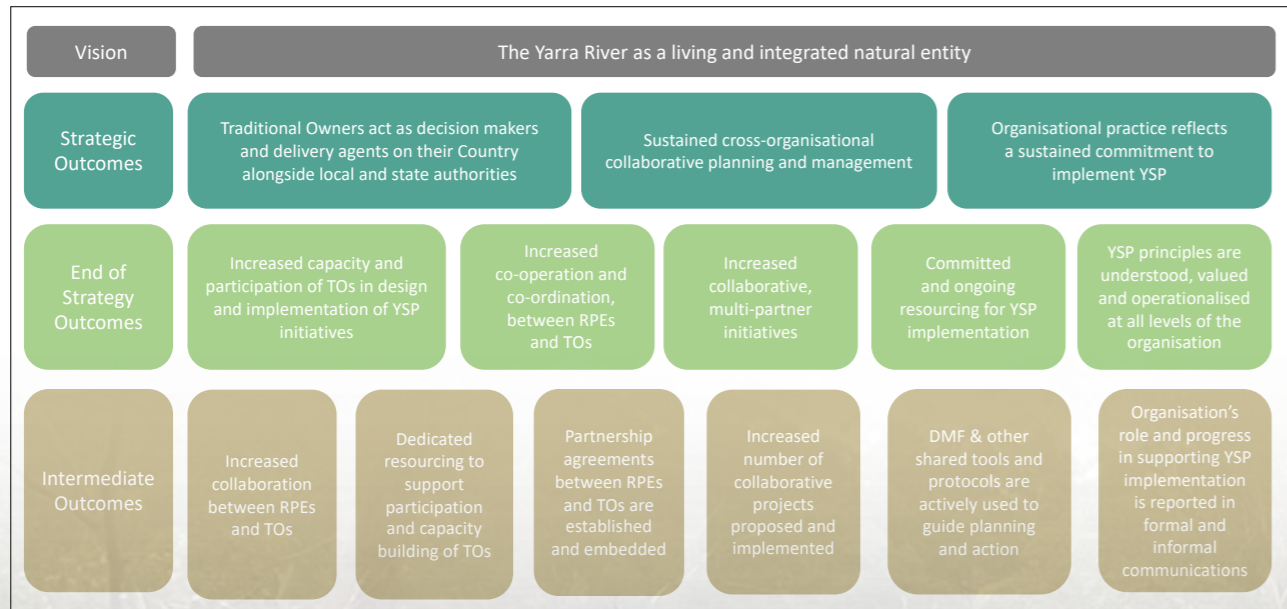 Vision
The Yarra River as a living and integrated natural entity
Strategic
Outcomes
Traditional Owners act as decision makers
and delivery agents on their Country
alongside local and state authorities
Sustained cross-organisational
collaborative planning and management
Organisational practice reflects
a sustained commitment to
implement YSP
End of
Strategy
Outcomes
Increased capacity and
participation of TOs in design
and implementation of YSP
initiatives
Increased
co-operation and
co-ordination,
between RPEs
and TOs
Increased
collaborative,
multi-partner
initiatives
Committed
and ongoing
resourcing for YSP
implementation
YSP principles are
understood, valued
and operationalised
at all levels of the
organisation
Intermediate
Outcomes
Increased
collaboration
between RPEs
and TOs
Dedicated
resourcing to
support
participation
and capacity
building of TOs
Partnership
agreements
between RPEs
and TOs are
established
and embedded
Increased
number of
collaborative
projects
proposed and
implemented
DMF & other
shared tools and
protocols are
actively used to
guide planning
and action
Organisation’s
role and progress
in supporting YSP
implementation
is reported in
formal and
informal
communications